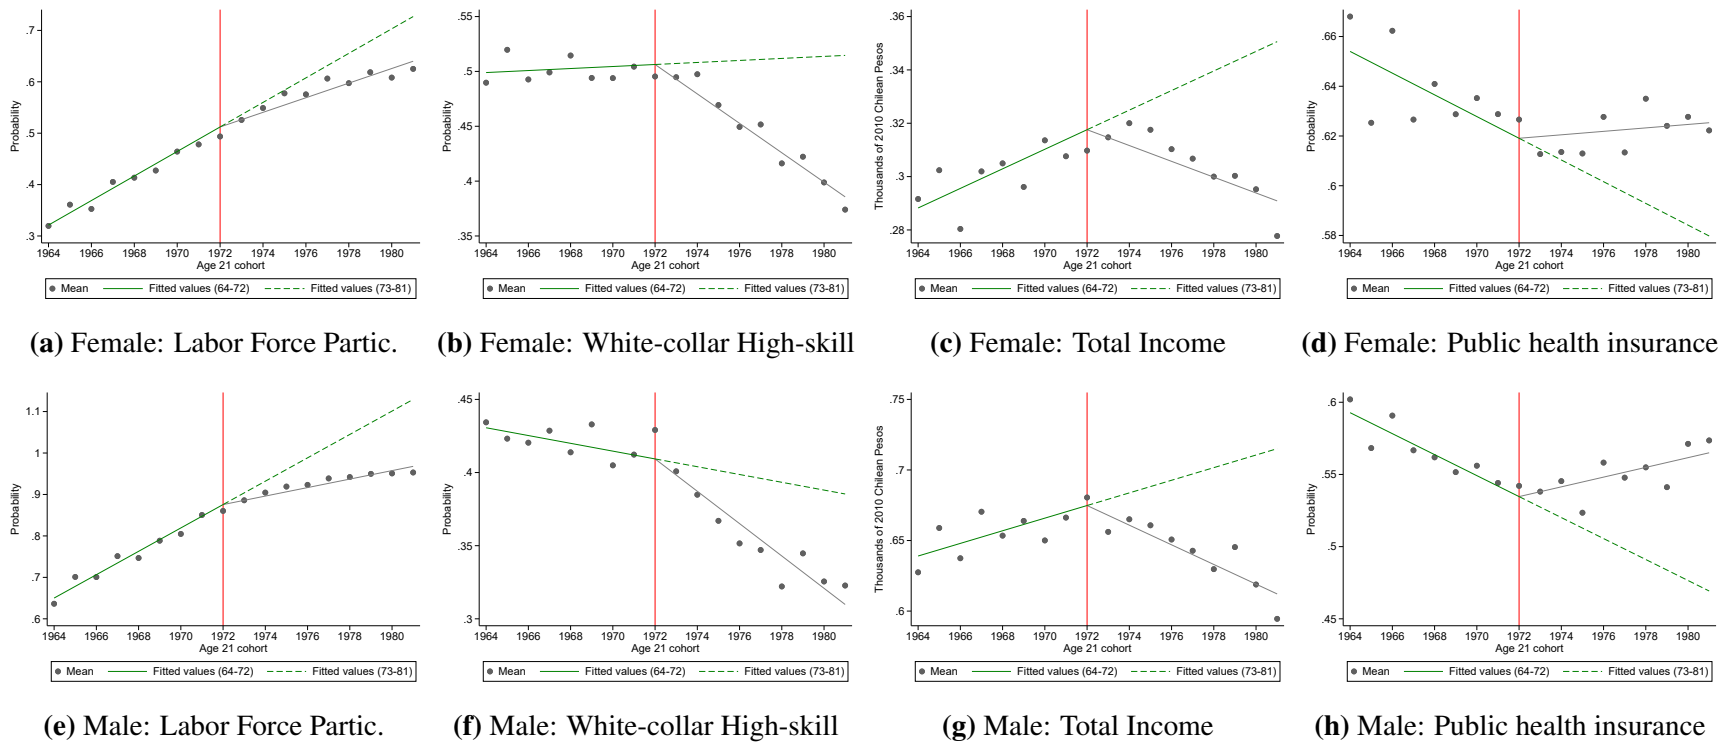 .7
.6
.5
.4
.3
Probability
1964 1966 1968 1970 1972 1974 1976 1978 1980
Age 21 cohort
Mean Fitted values (64-72) Fitted values (73-81)
(a) Female: Labor Force Partic.
.55
.5
.45
.4
.35
Probability
1964 1966 1968 1970 1972 1974 1976 1978 1980
Age 21 cohort
Mean Fitted values (64-72) Fitted values (73-81)
(b) Female: White-collar High-skill
.36
.34
.32
.3
.28
Thousands of 2010 Chilean Pesos
1964 1966 1968 1970 1972 1974 1976 1978 1980
Age 21 cohort
Mean Fitted values (64-72) Fitted values (73-81)
(c) Female: Total Income
.66
.64
.62
.6
.58
Probability
1964 1966 1968 1970 1972 1974 1976 1978 1980
Age 21 cohort
Mean Fitted values (64-72) Fitted values (73-81)
(d) Female: Public health insurance
1.1
1
.9
.8
.7
.6
Probability
1964 1966 1968 1970 1972 1974 1976 1978 1980
Age 21 cohort
Mean Fitted values (64-72) Fitted values (73-81)
(e) Male: Labor Force Partic.
.45
.4
.35
.3
Probability
1964 1966 1968 1970 1972 1974 1976 1978 1980
Age 21 cohort
Mean Fitted values (64-72) Fitted values (73-81)
(f) Male: White-collar High-skill
.75
.7
.65
.6
Thousands of 2010 Chilean Pesos
1964 1966 1968 1970 1972 1974 1976 1978 1980
Age 21 cohort
Mean Fitted values (64-72) Fitted values (73-81)
(g) Male: Total Income
.6
.55
.5
.45
Probability
1964 1966 1968 1970 1972 1974 1976 1978 1980
Age 21 cohort
Mean Fitted values (64-72) Fitted values (73-81)
(h) Male: Public health insurance